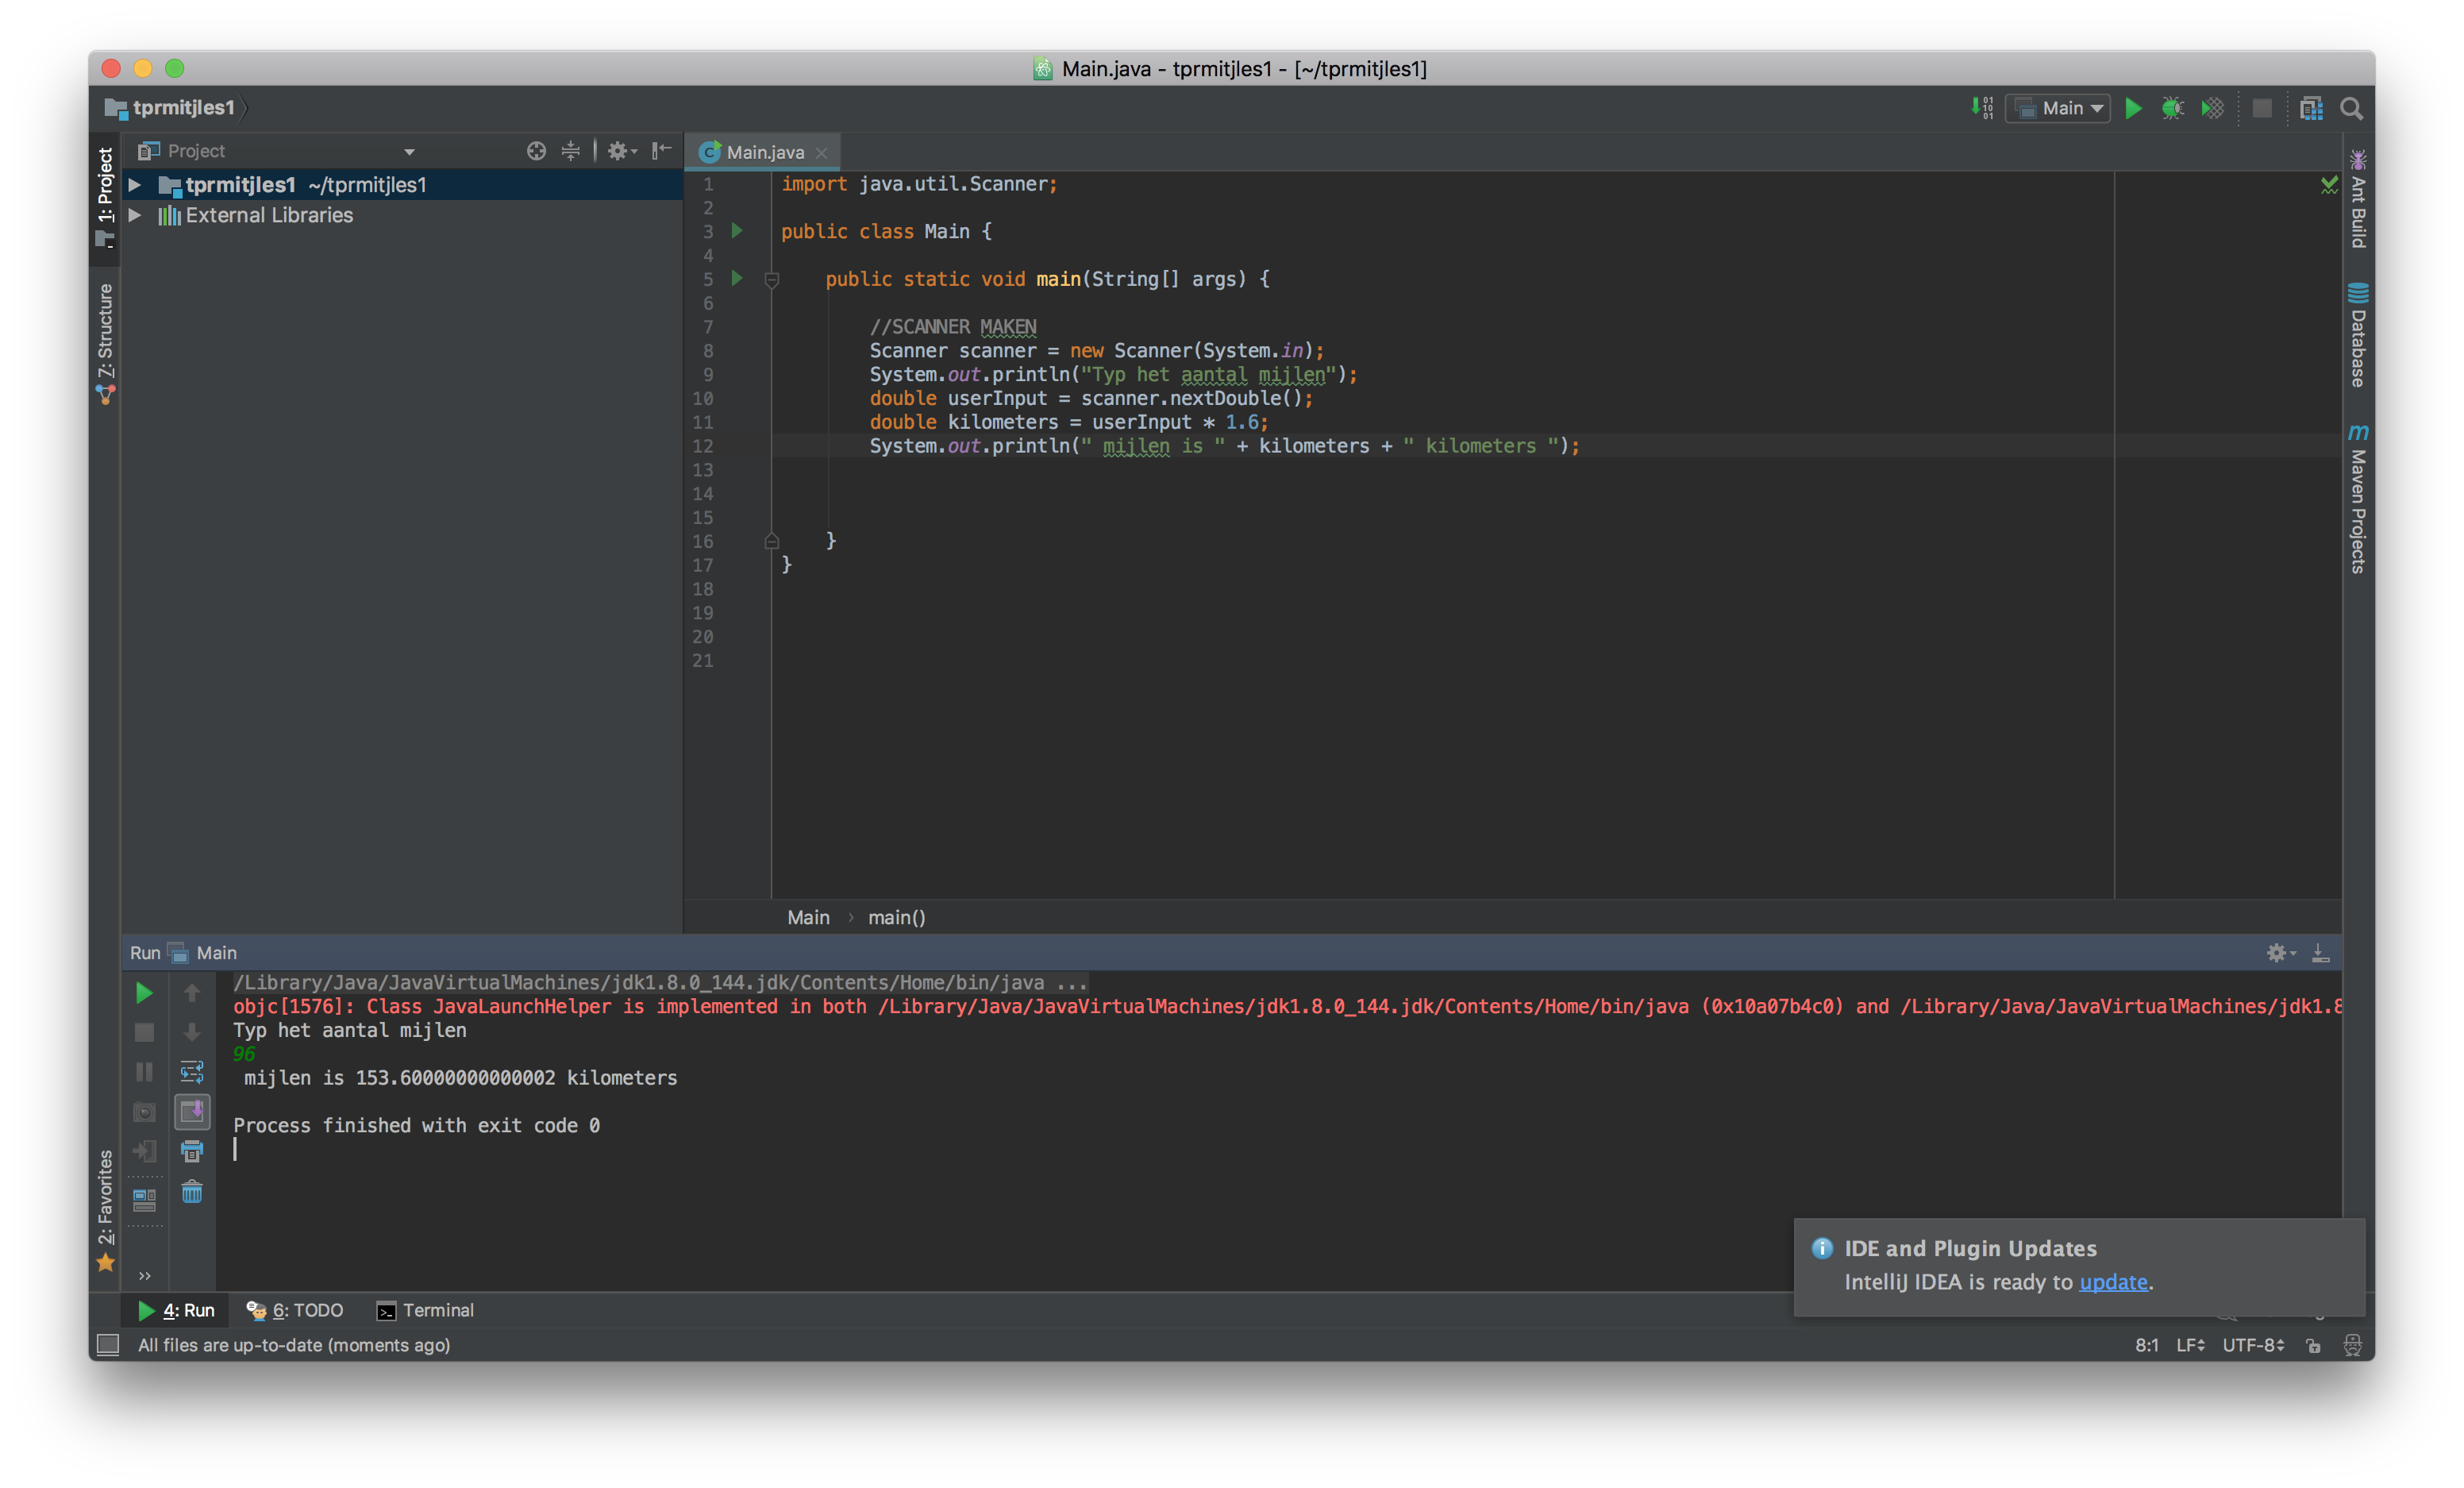 Main.java - tprmitjles1 - [~/tprmitjles1]
tprmitjles1
Main
1: Project
Project
Main.java
tprmitjles1 ~/tprmitjles1
External Libraries
7: Structure
2: Favorites
Ant Build
Database
m Maven Projects
1 import java.util.Scanner;
2
3 public class Main {
4
5 public static void main(String[] args) {
6
7 //SCANNER MAKEN
8 Scanner scanner = new Scanner(System.in);
9 System.out.println("Typ het aantal mijlen");
10 double userInput = scanner.nextDouble();
11 double kilometers = userInput * 1.6;
12 System.out.println(" mijlen is " + kilometers + " kilometers ");
13
14
15
16 }
17 }
18
19
20
21
Main › main()
Run Main
/Library/Java/JavaVirtualMachines/jdk1.8.0_144.jdk/Contents/Home/bin/java ...
objc[1576]: Class JavaLaunchHelper is implemented in both /Library/Java/JavaVirtualMachines/jdk1.8.0_144.jdk/Contents/Home/bin/java (0x10a07b4c0) and /Library/Java/JavaVirtualMachines/jdk1.8
Typ het aantal mijlen
96
mijlen is 153.60000000000002 kilometers
Process finished with exit code 0
IDE and Plugin Updates
IntelliJ IDEA is ready to update.
4: Run 6: TODO Terminal
All files are up-to-date (moments ago)
8:1 LF UTF-8